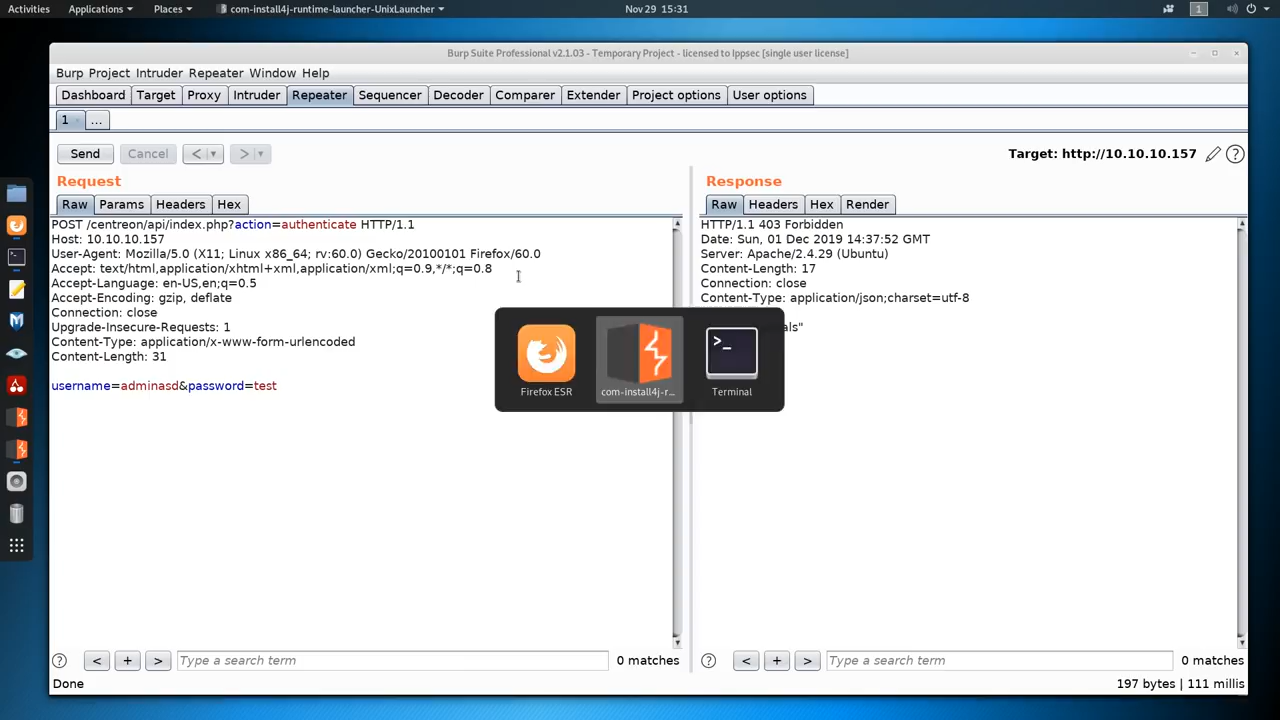 Activities Applications Places com-install4j-runtime-launcher-UnixLauncher Nov 29 15:31 1
Burp Suite Professional v2.1.03 - Temporary Project - licensed to Ippsec [single user license]
Burp Project Intruder Repeater Window Help
Dashboard Target Proxy Intruder Repeater Sequencer Decoder Comparer Extender Project options User options
1 ...
Send Cancel < > Target: http://10.10.10.157 ?
Request
Raw Params Headers Hex
POST /centreon/api/index.php?action=authenticate HTTP/1.1
Host: 10.10.10.157
User-Agent: Mozilla/5.0 (X11; Linux x86_64; rv:60.0) Gecko/20100101 Firefox/60.0
Accept: text/html,application/xhtml+xml,application/xml;q=0.9,*/*;q=0.8
Accept-Language: en-US,en;q=0.5
Accept-Encoding: gzip, deflate
Connection: close
Upgrade-Insecure-Requests: 1
Content-Type: application/x-www-form-urlencoded
Content-Length: 31
username=adminasd&password=test
Response
Raw Headers Hex Render
HTTP/1.1 403 Forbidden
Date: Sun, 01 Dec 2019 14:37:52 GMT
Server: Apache/2.4.29 (Ubuntu)
Content-Length: 17
Connection: close
Content-Type: application/json;charset=utf-8
als"
>_
Firefox ESR com-install4j-r... Terminal
? < + > Type a search term 0 matches
? < + > Type a search term 0 matches
Done 197 bytes | 111 millis